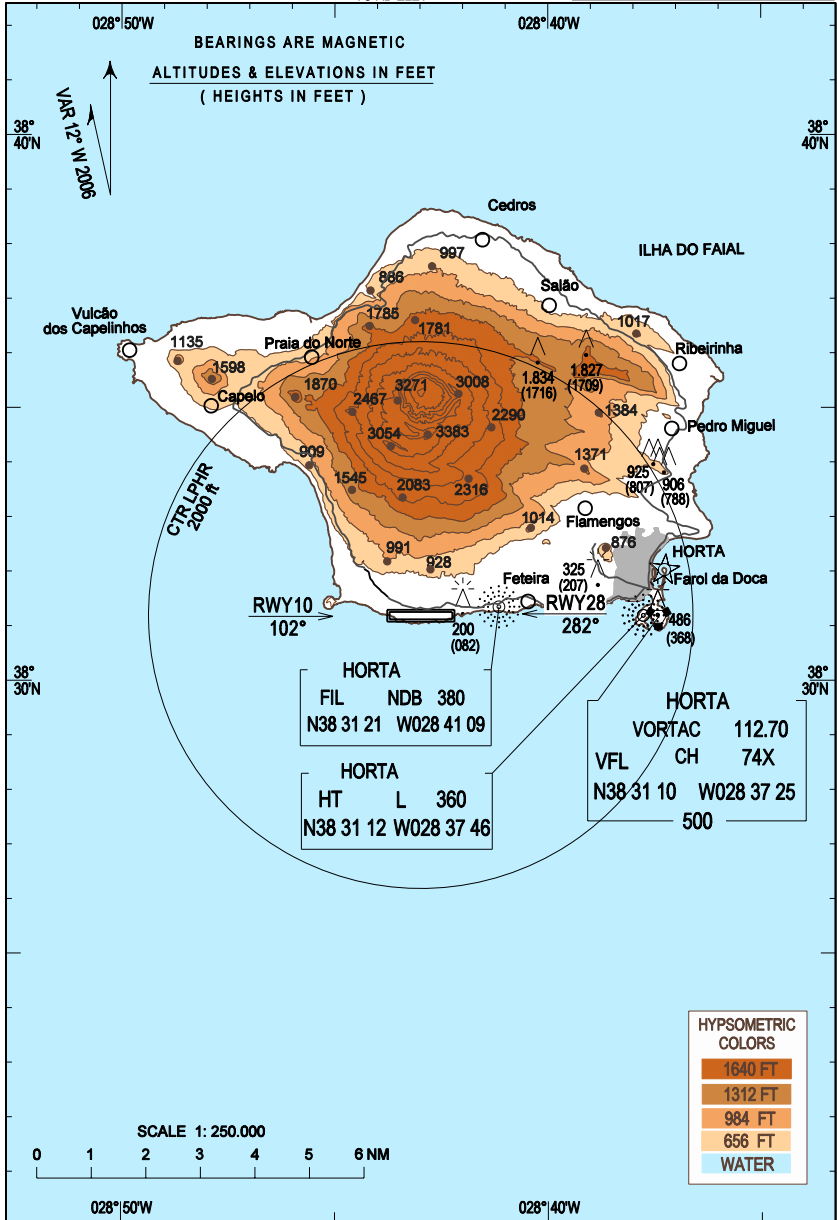 028° 50'W
028° 40'W
BEARINGS ARE MAGNETIC
ALTITUDES & ELEVATIONS IN FEET
( HEIGHTS IN FEET )
VAR 12° W 2006
38°
40'N
38°
40'N
Cedros
ILHA DO FAIAL
997
866
Salão
1785
1781
1017
Vulcão
dos Capelinhos
1135
Praia do Norte
Ribeirinha
1598
1.834
(1716)
1.827
(1709)
Capelo
1870
3271
3008
2467
1384
2290
Pedro Miguel
3054
3383
909
1371
925
(807)
906
(788)
1545
2083
2316
CTR LPHR
2000 ft
1014
Flamengos
876
991
928
HORTA
325
(207)
Farol da Doca
Feteira
RWY10
102°
RWY28
282°
200
(082)
486
(368)
38°
30'N
38°
30'N
HORTA
FIL NDB 380
N38 31 21 W028 41 09
HORTA
HT L 360
N38 31 12 W028 37 46
HORTA
VORTAC 112.70
VFL CH 74X
N38 31 10 W028 37 25
500
HYPSOMETRIC
COLORS
1640 FT
1312 FT
984 FT
656 FT
WATER
SCALE 1: 250.000
0 1 2 3 4 5 6 NM
028° 50'W
028° 40'W